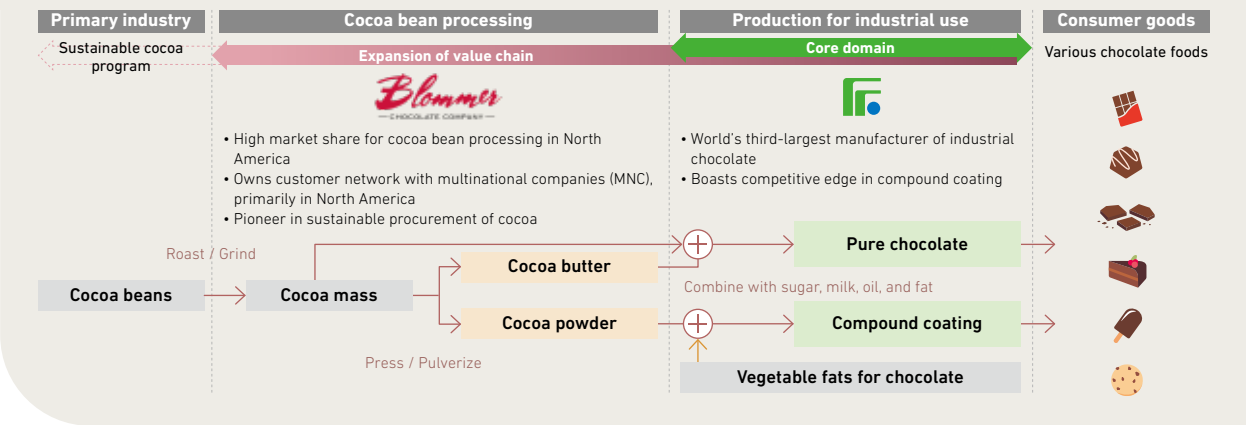 Primary industry
Cocoa bean processing
Production for industrial use
Consumer goods
Sustainable cocoa
program
Expansion of value chain
Core domain
Various chocolate foods
Blommer
CHOCOLATE COMPANY
• High market share for cocoa bean processing in North
America
• Owns customer network with multinational companies (MNC),
primarily in North America
• Pioneer in sustainable procurement of cocoa
• World's third-largest manufacturer of industrial
chocolate
• Boasts competitive edge in compound coating
Roast / Grind
Pure chocolate
Cocoa butter
Cocoa beans
Cocoa mass
Combine with sugar, milk, oil, and fat
Cocoa powder
Compound coating
Press / Pulverize
Vegetable fats for chocolate